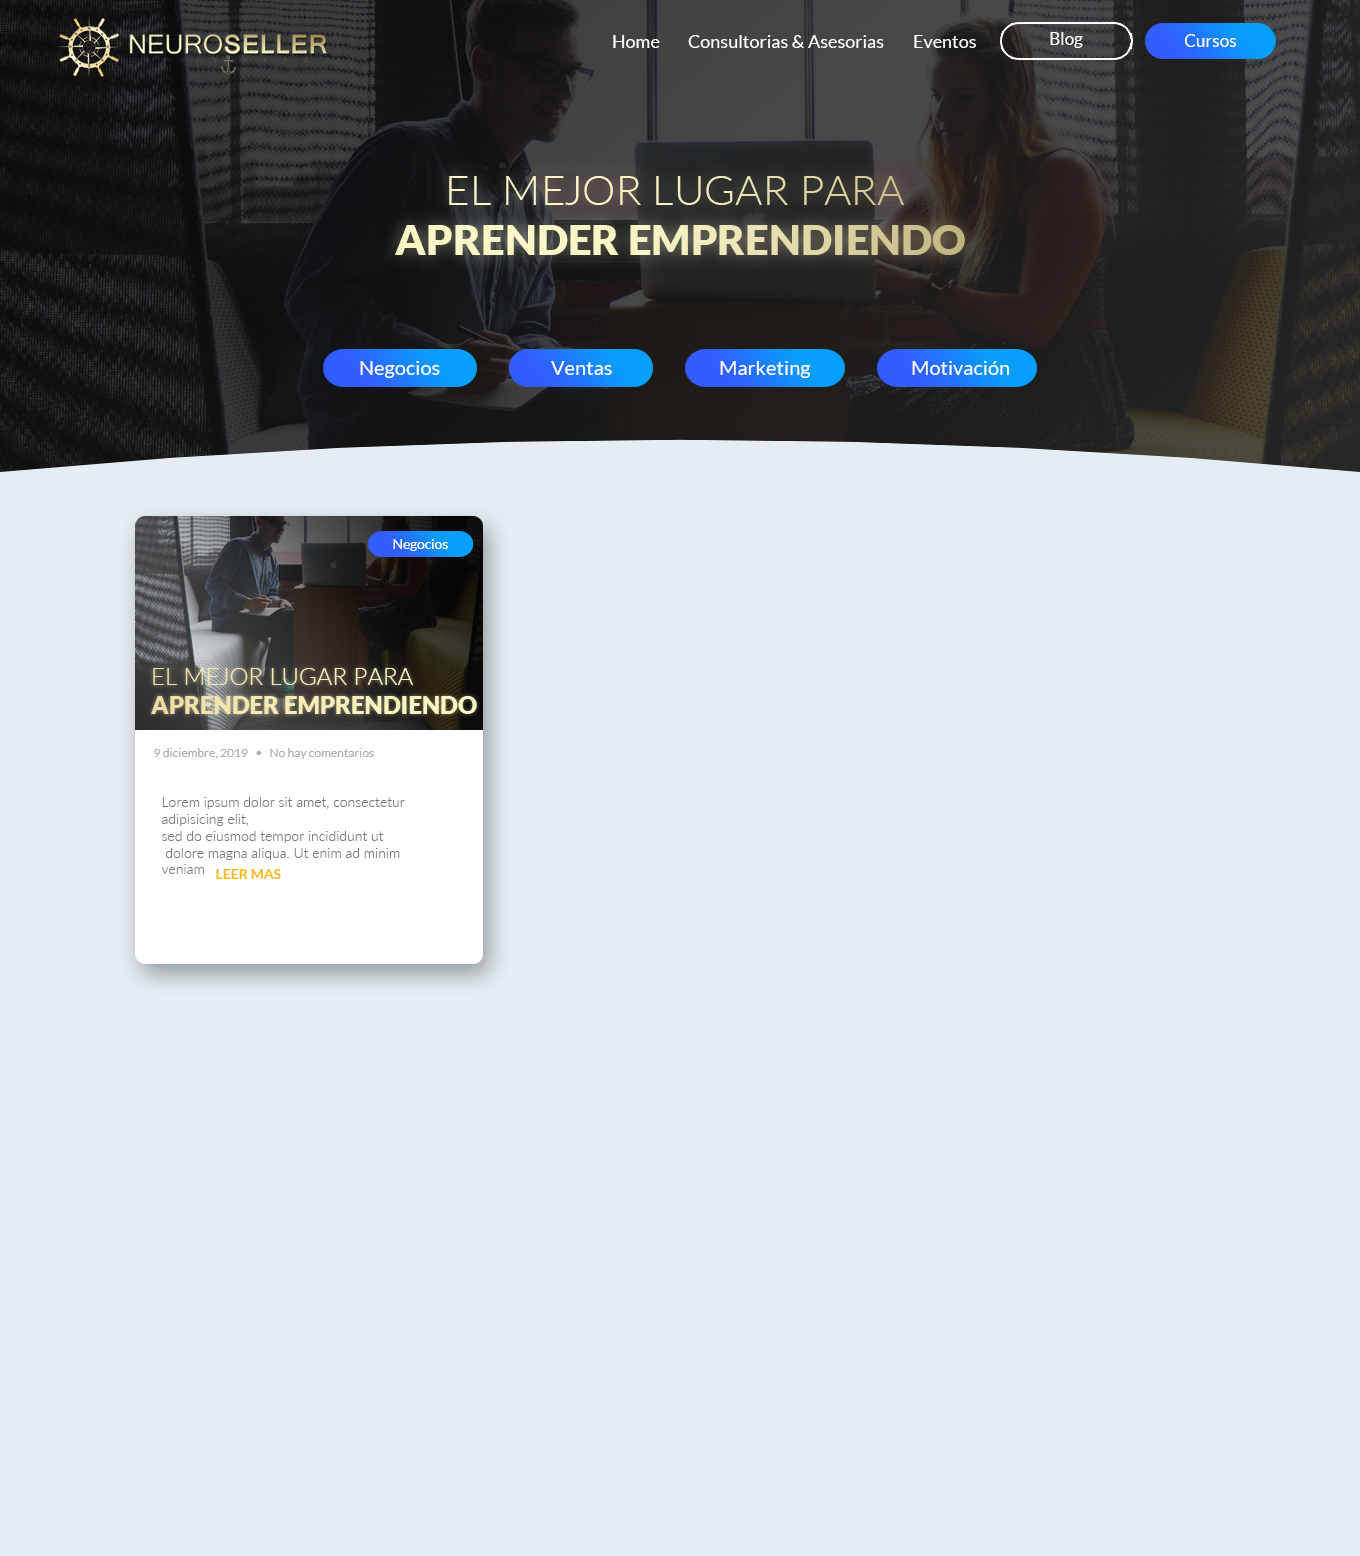 NEUROSELLER
Home Consultorias & Asesorias Eventos Blog Cursos
EL MEJOR LUGAR PARA
APRENDER EMPRENDIENDO
Negocios Ventas Marketing Motivación
Negocios
EL MEJOR LUGAR PARA
APRENDER EMPRENDIENDO
9 diciembre, 2019 • No hay comentarios
Lorem ipsum dolor sit amet, consectetur
adipisicing elit,
sed do eiusmod tempor incididunt ut
dolore magna aliqua. Ut enim ad minim
veniam LEER MAS